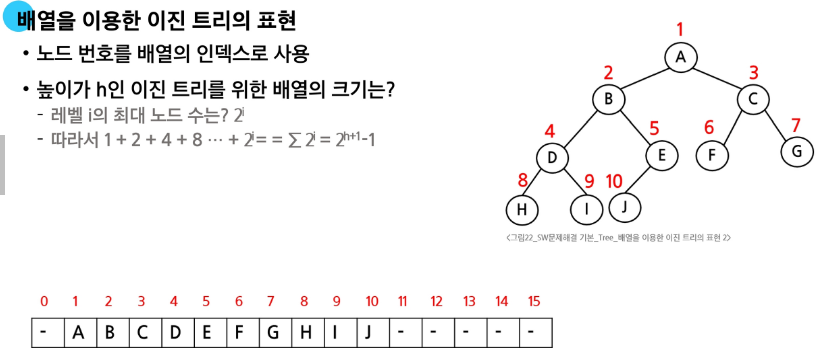 배열을 이용한 이진 트리의 표현
• 노드 번호를 배열의 인덱스로 사용
• 높이가 h인 이진 트리를 위한 배열의 크기는?
- 레벨 i의 최대 노드 수는? 2ⁱ
- 따라서 1 + 2 + 4 + 8 ⋯ + 2ⁱ= = ∑ 2ⁱ = 2ʰ⁺¹-1
1
A
2 3
B C
4 5 6 7
D E F G
8 9 10
H I J
<그림22_SW문제해결 기본_Tree_배열을 이용한 이진 트리의 표현 2>
0 1 2 3 4 5 6 7 8 9 10 11 12 13 14 15
- A B C D E F G H I J - - - - -